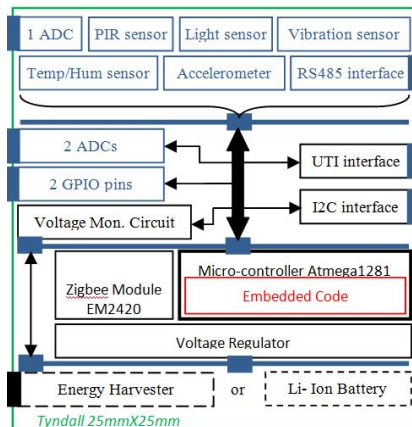 1 ADC PIR sensor Light sensor Vibration sensor
Temp/Hum sensor Accelerometer RS485 interface
2 ADCs
UTI interface
2 GPIO pins
I2C interface
Voltage Mon. Circuit
Micro-controller Atmega1281
Zigbee Module
EM2420
Embedded Code
Voltage Regulator
Energy Harvester or Li- Ion Battery
Tyndall 25mmX25mm